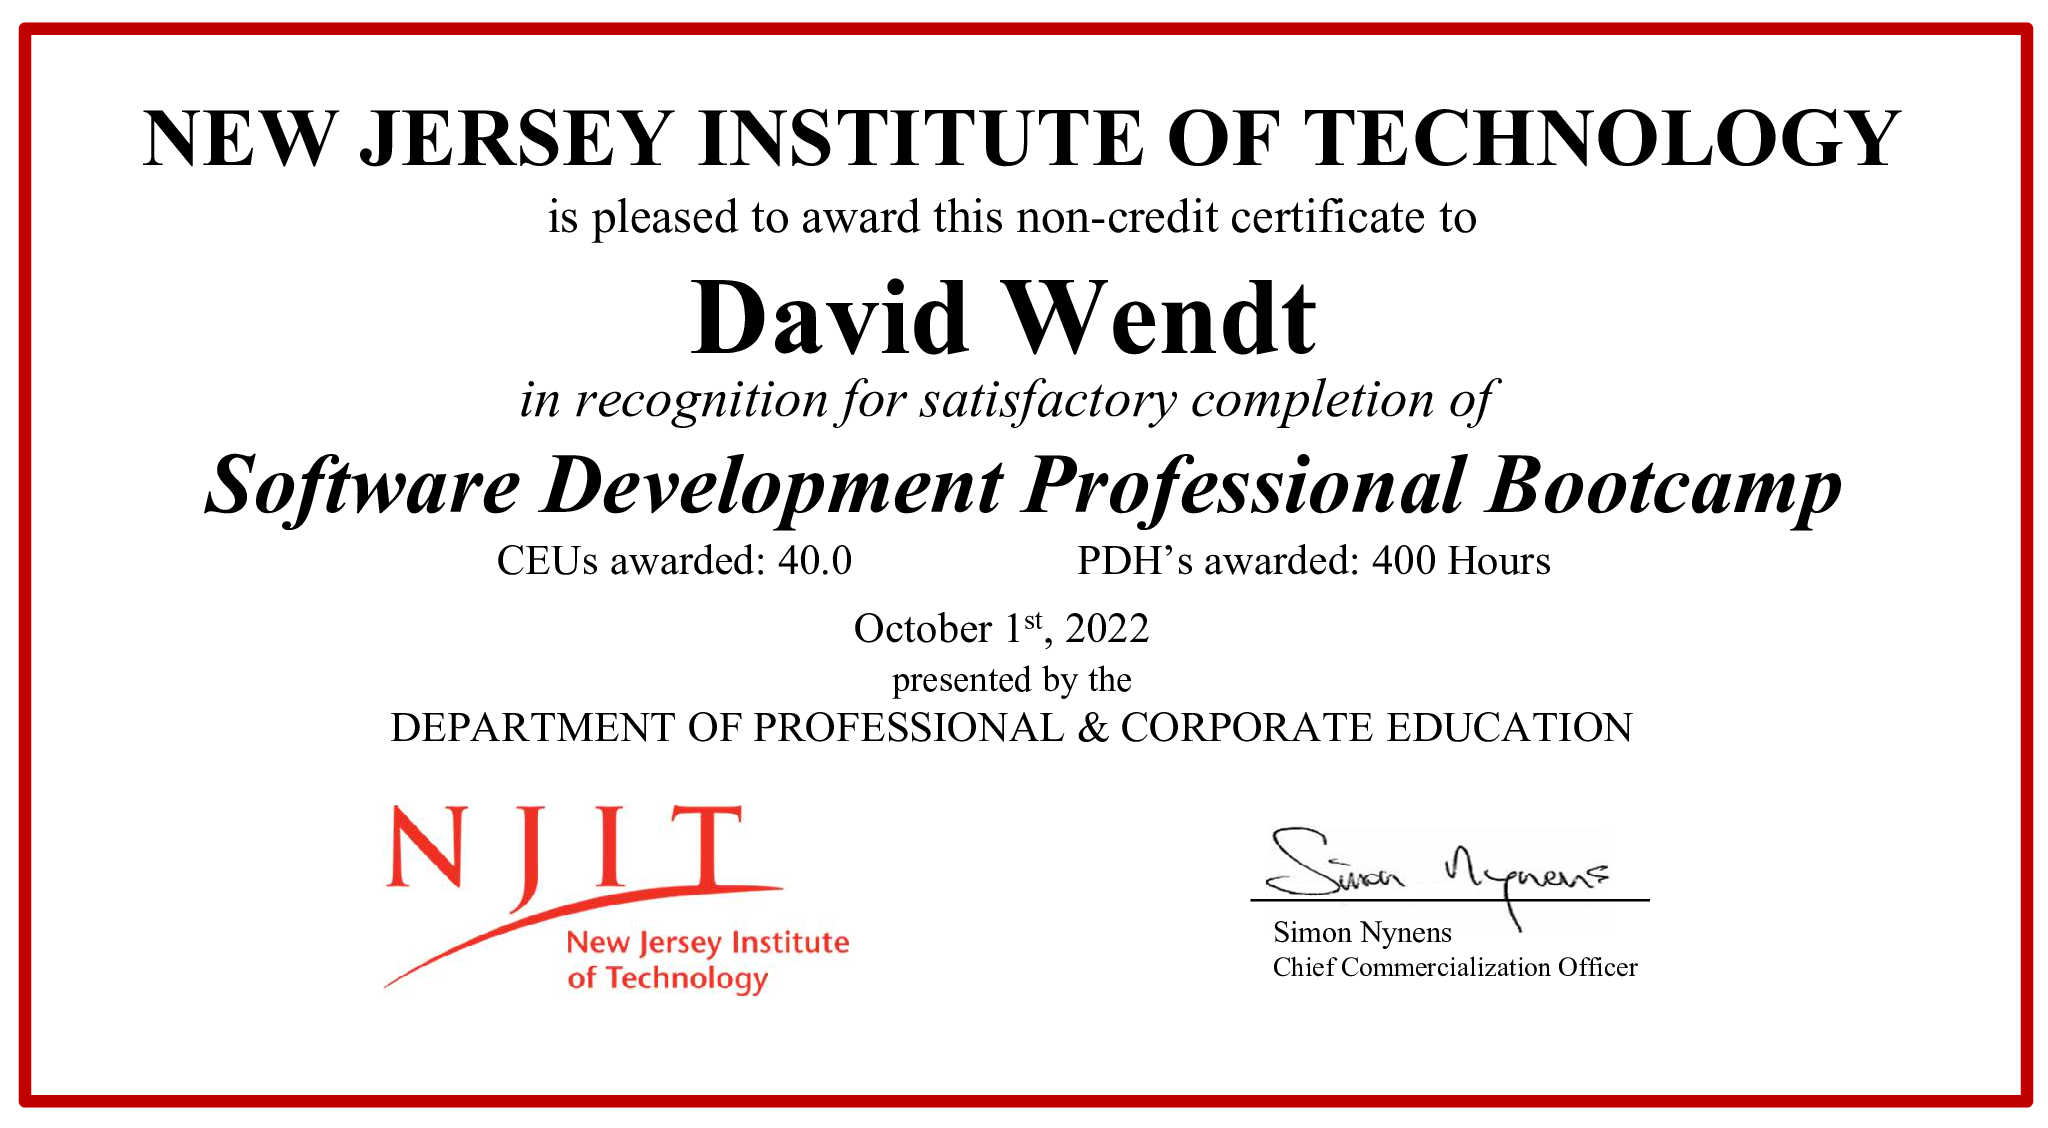 NEW JERSEY INSTITUTE OF TECHNOLOGY
is pleased to award this non-credit certificate to
David Wendt
in recognition for satisfactory completion of
Software Development Professional Bootcamp
CEUs awarded: 40.0 PDH’s awarded: 400 Hours
October 1st, 2022
presented by the
DEPARTMENT OF PROFESSIONAL & CORPORATE EDUCATION
NJIT
New Jersey Institute
of Technology
Simon Nynens
Simon Nynens
Chief Commercialization Officer